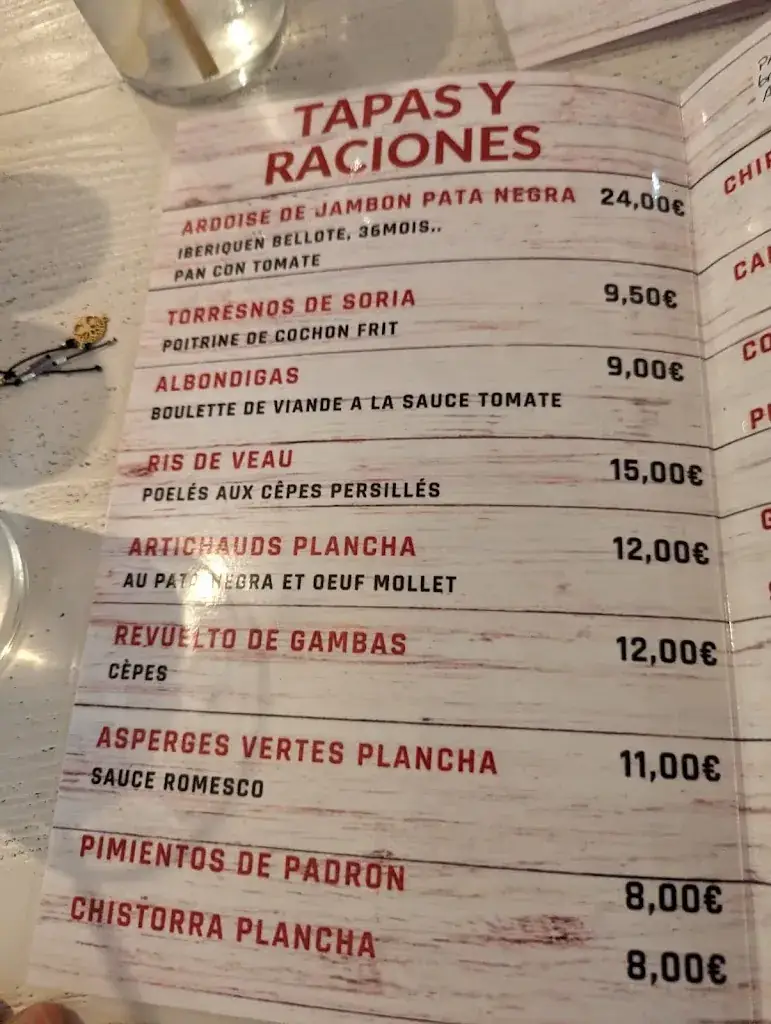 TAPAS Y
RACIONES
ARDOISE DE JAMBON PATA NEGRA 24,00€
IBERIQUEN BELLOTE, 36MOIS..
PAN CON TOMATE
TORRESNOS DE SORIA 9,50€
POITRINE DE COCHON FRIT
ALBONDIGAS 9,00€
BOULETTE DE VIANDE A LA SAUCE TOMATE
RIS DE VEAU 15,00€
POELÉS AUX CÊPES PERSILLÉS
ARTICHAUDS PLANCHA 12,00€
AU PATA NEGRA ET OEUF MOLLET
REVUELTO DE GAMBAS 12,00€
CÈPES
ASPERGES VERTES PLANCHA 11,00€
SAUCE ROMESCO
PIMIENTOS DE PADRON 8,00€
CHISTORRA PLANCHA 8,00€